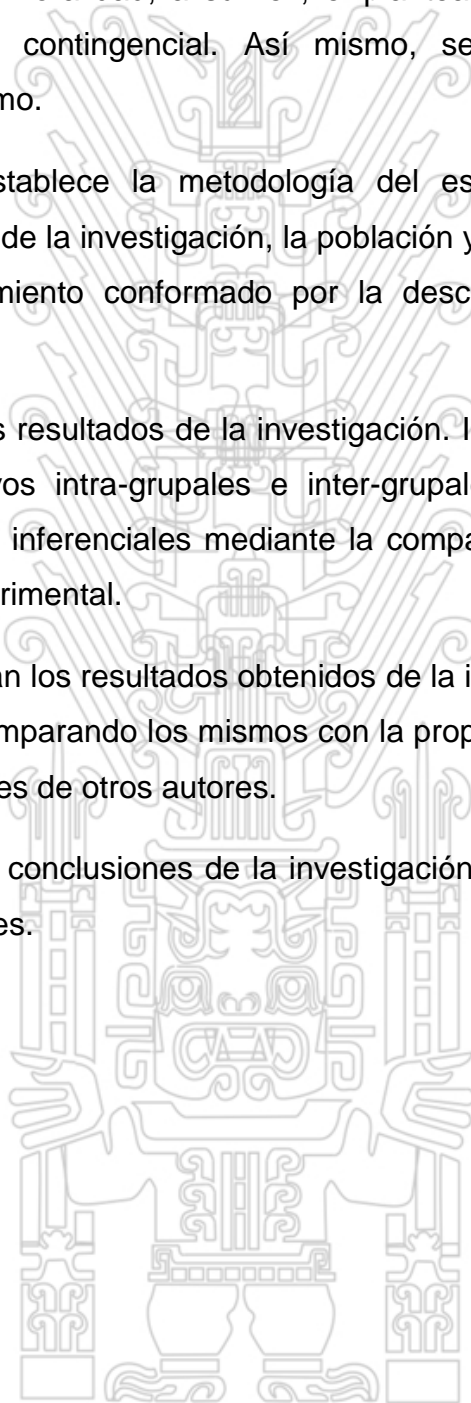 contingencial. Así mismo, se
mo.
stablece la metodología del es
de la investigación, la población y
miento conformado por la desc
s resultados de la investigación. I
vos intra-grupales e inter-grupal
inferenciales mediante la compa
rimental.
an los resultados obtenidos de la i
mparando los mismos con la prop
es de otros autores.
conclusiones de la investigación
es.